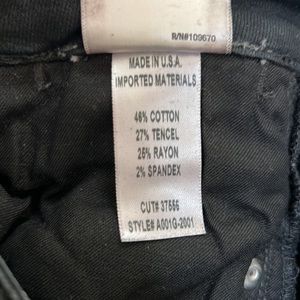 R/N#109670
MADE IN U.S.A.
IMPORTED MATERIALS
46% COTTON
27% TENCEL
25% RAYON
2% SPANDEX
CUT# 37555
STYLE# A001G-2001